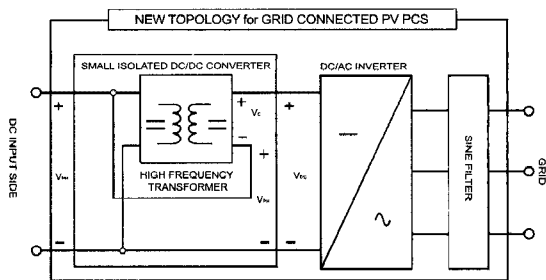 NEW TOPOLOGY for GRID CONNECTED PV PCS
SMALL ISOLATED DC/DC CONVERTER
DC/AC INVERTER
HIGH FREQUENCY
TRANSFORMER
DC INPUT SIDE
SINE FILTER
GRID
+
+
+
+
−
−
−
−